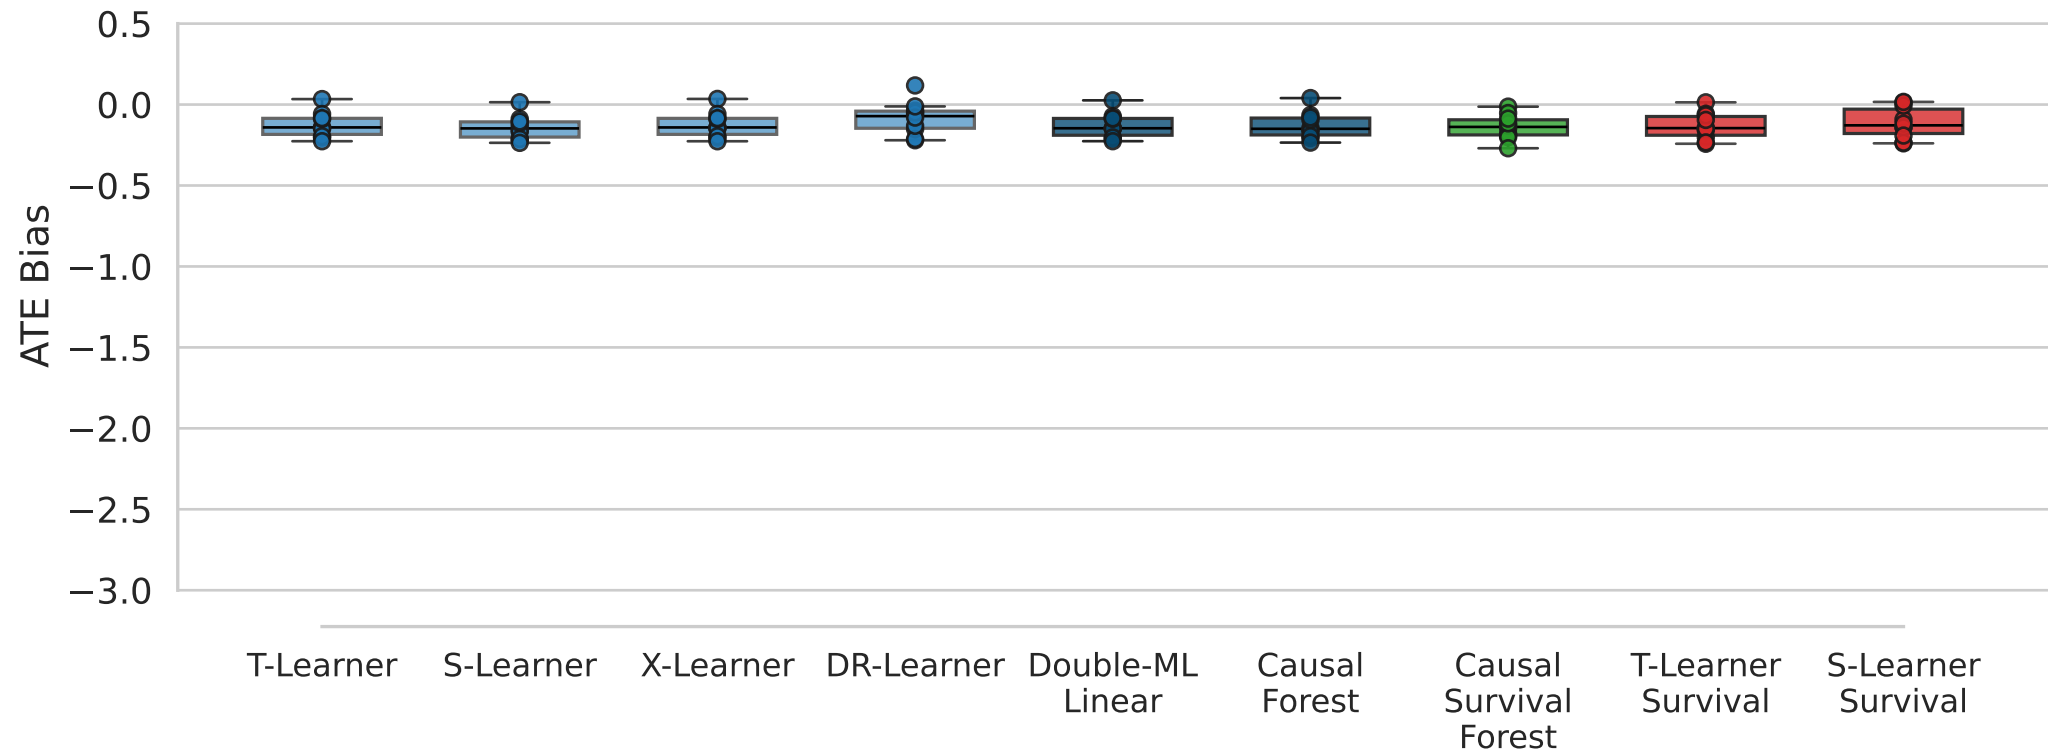 0.5
0.0
−0.5
−1.0
−1.5
−2.0
−2.5
−3.0
ATE Bias
T-Learner
S-Learner
X-Learner
DR-Learner
Double-ML
Linear
Causal
Forest
Causal
Survival
Forest
T-Learner
Survival
S-Learner
Survival